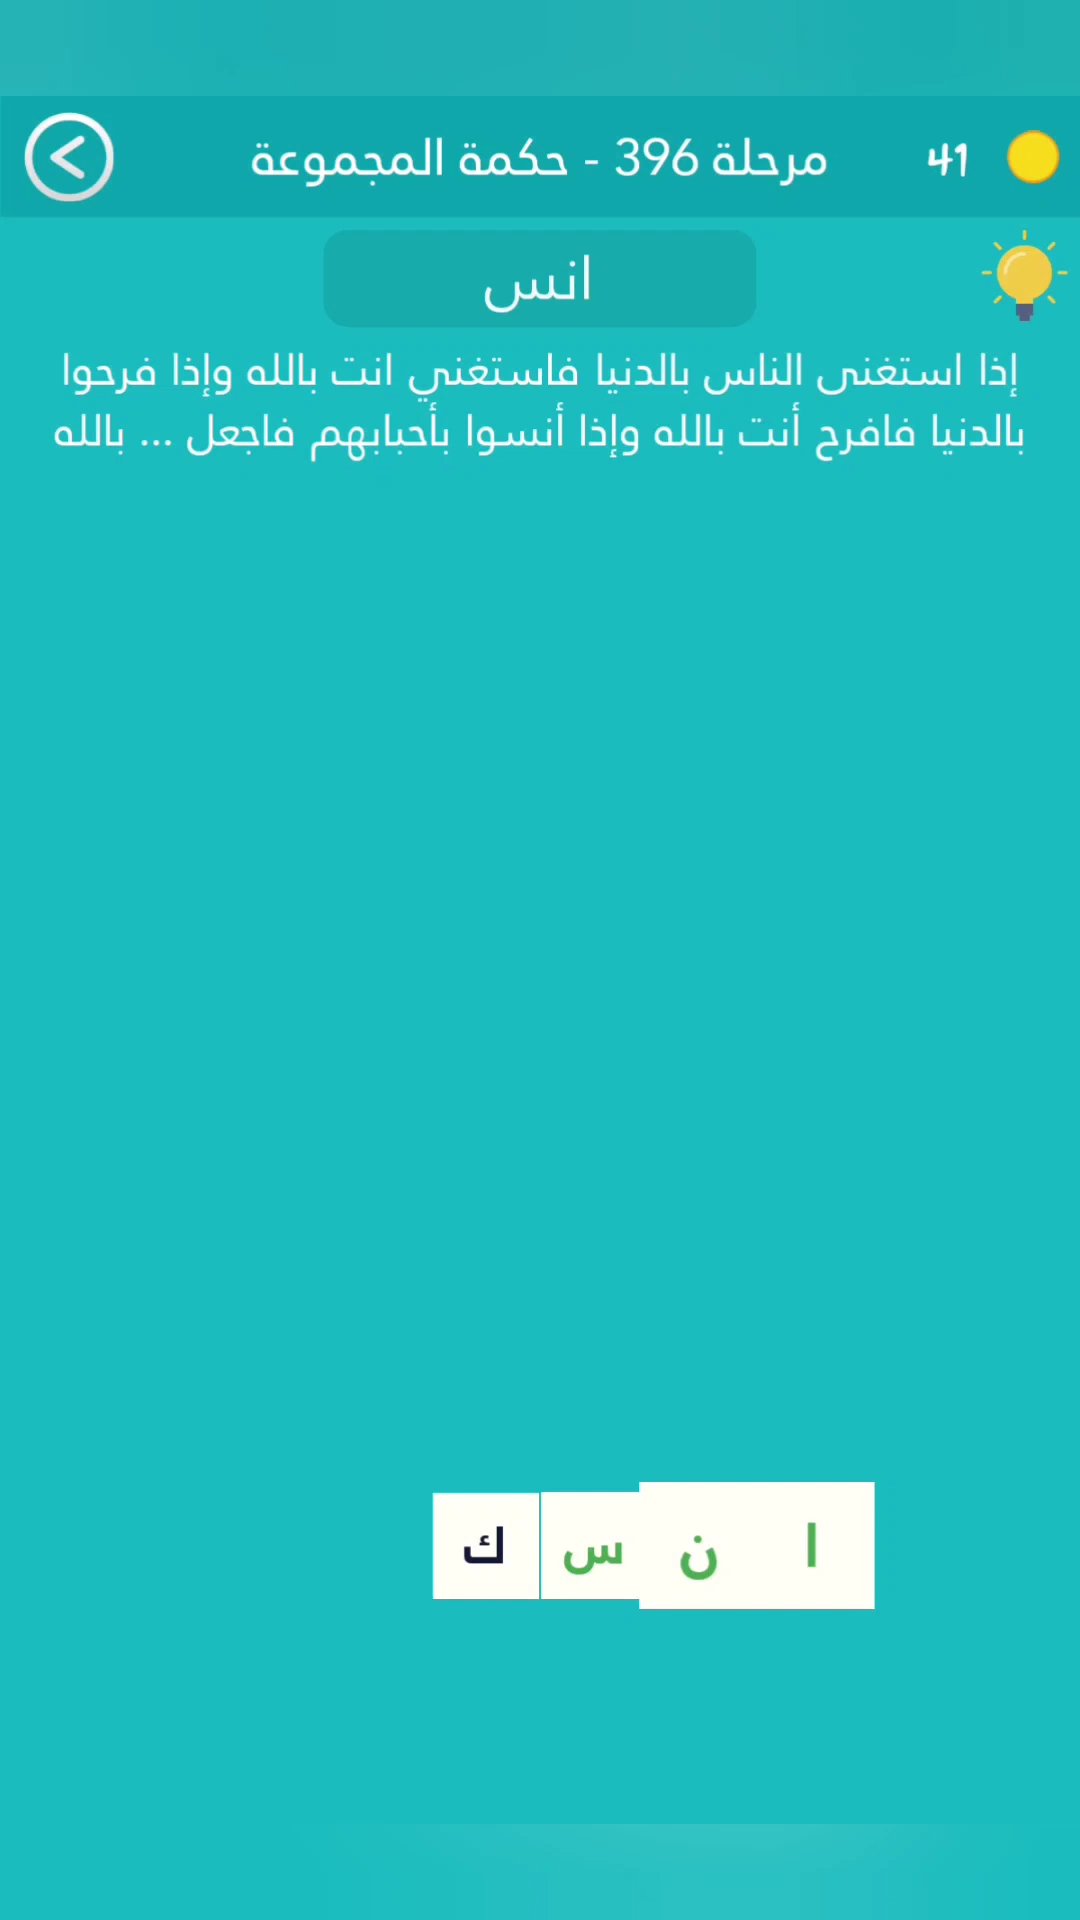 مرحلة 396 - حكمة المجموعة
41
انس
إذا استغنى الناس بالدنيا فاستغني انت بالله وإذا فرحوا
بالدنيا فافرح أنت بالله وإذا أنسوا بأحبابهم فاجعل ... بالله
ا ن س ك